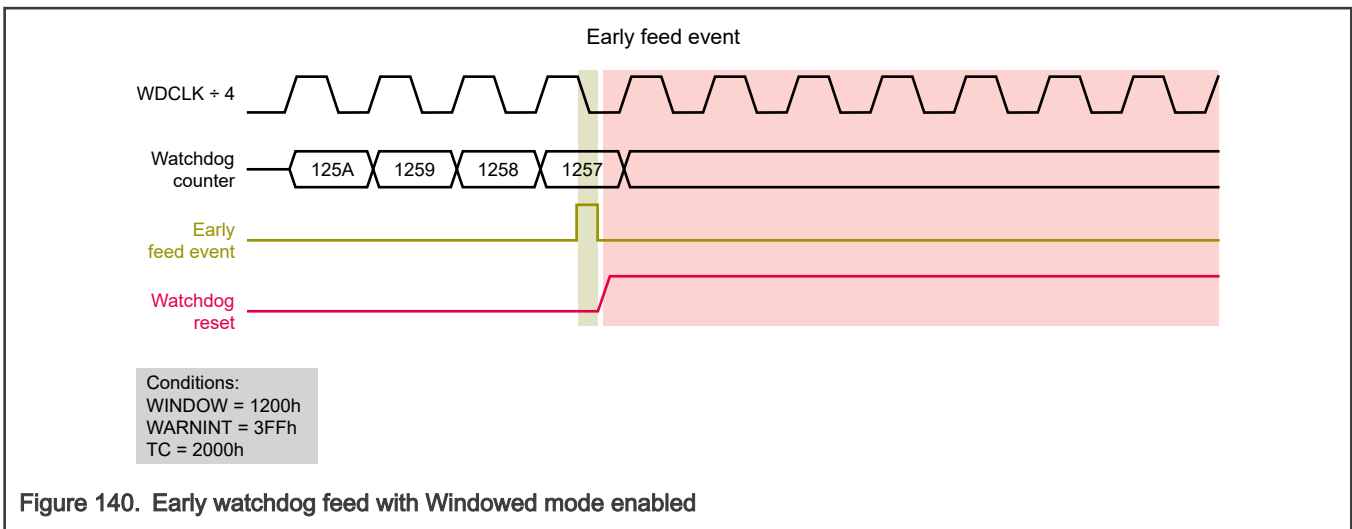 Early feed event
WDCLK ÷ 4
Watchdog
counter
125A 1259 1258 1257
Early
feed event
Watchdog
reset
Conditions:
WINDOW = 1200h
WARNINT = 3FFh
TC = 2000h
Figure 140. Early watchdog feed with Windowed mode enabled